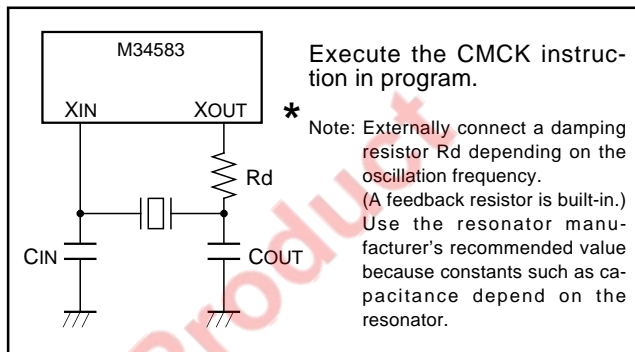 M34583
XIN
XOUT
Rd
CIN
COUT
*
Execute the CMCK instruc-
tion in program.
Note: Externally connect a damping
resistor Rd depending on the
oscillation frequency.
(A feedback resistor is built-in.)
Use the resonator manu-
facturer's recommended value
because constants such as ca-
pacitance depend on the
resonator.
Product